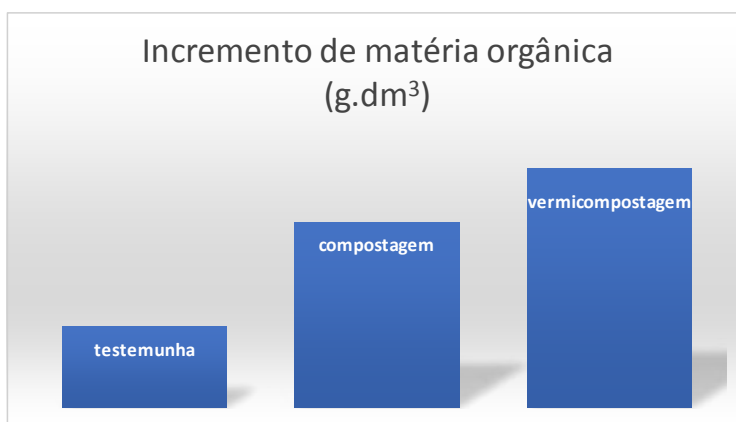 Incremento de matéria orgânica
(g.dm³)
vermicompostagem
compostagem
testemunha